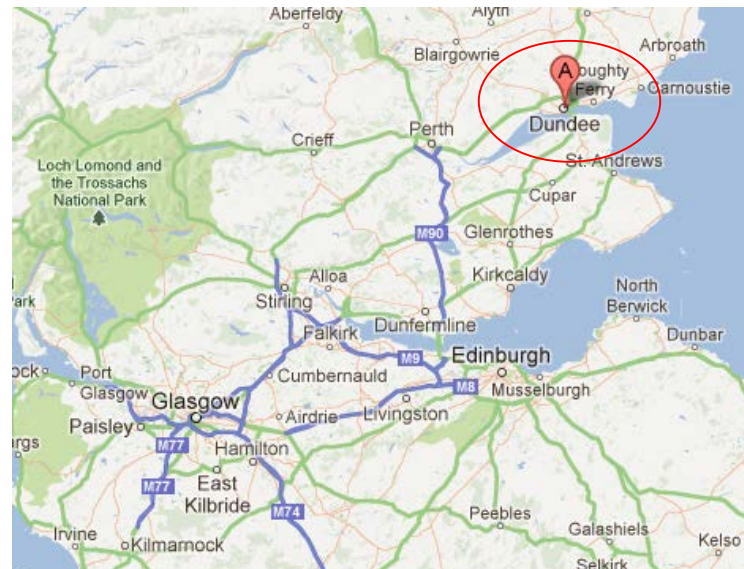 Aberfeldy
Alyth
Blairgowrie
Arbroath
A
oughty
Ferry
Carnoustie
Dundee
Perth
Crieff
Loch Lomond and
the Trossachs
National Park
St. Andrews
Cupar
M90
Glenrothes
Alloa
Stirling
Kirkcaldy
North
Berwick
Park
Dunfermline
Falkirk
Dunbar
M9
Edinburgh
ock
Port
Glasgow
Cumbernauld
M8
Musselburgh
Glasgow
Airdrie
Livingston
Paisley
M77
Hamilton
args
East
Kilbride
M77
M74
Peebles
Galashiels
Irvine
Kilmarnock
Kelso
Selkirk